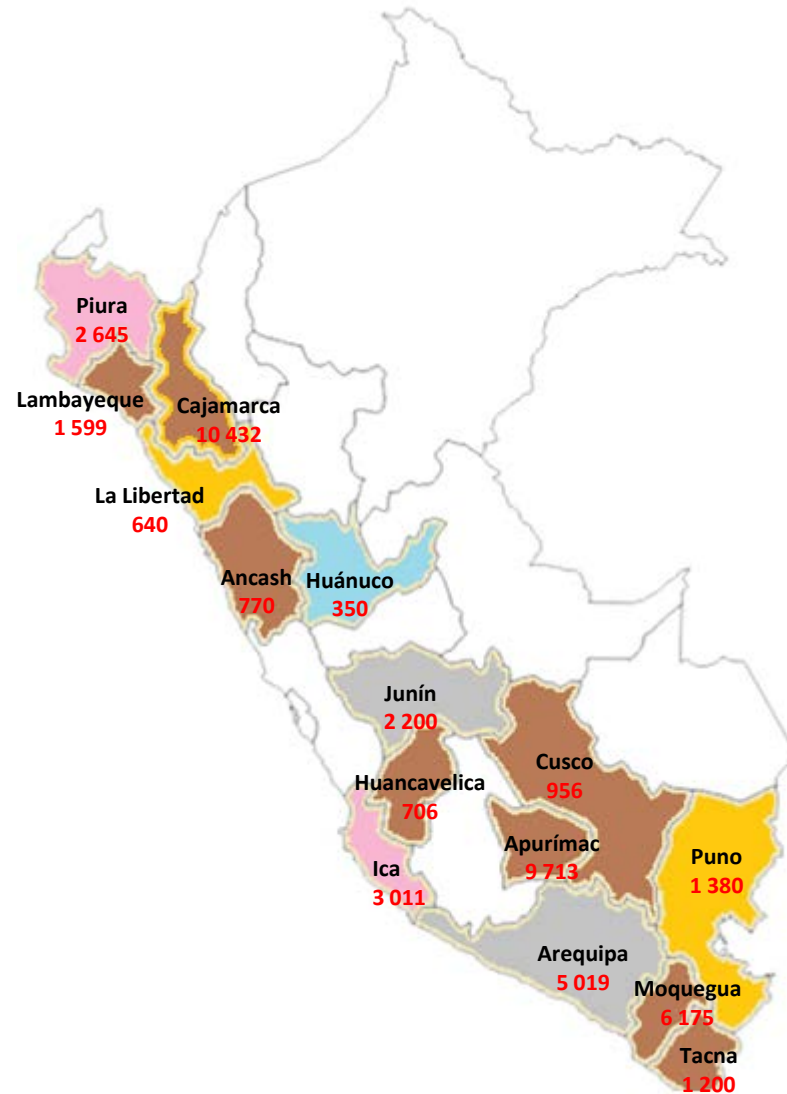 Piura
2 645
Lambayeque
1 599
Cajamarca
10 432
La Libertad
640
Ancash
770
Huánuco
350
Junín
2 200
Huancavelica
706
Cusco
956
Ica
3 011
Apurímac
9 713
Puno
1 380
Arequipa
5 019
Moquegua
6 175
Tacna
1 200